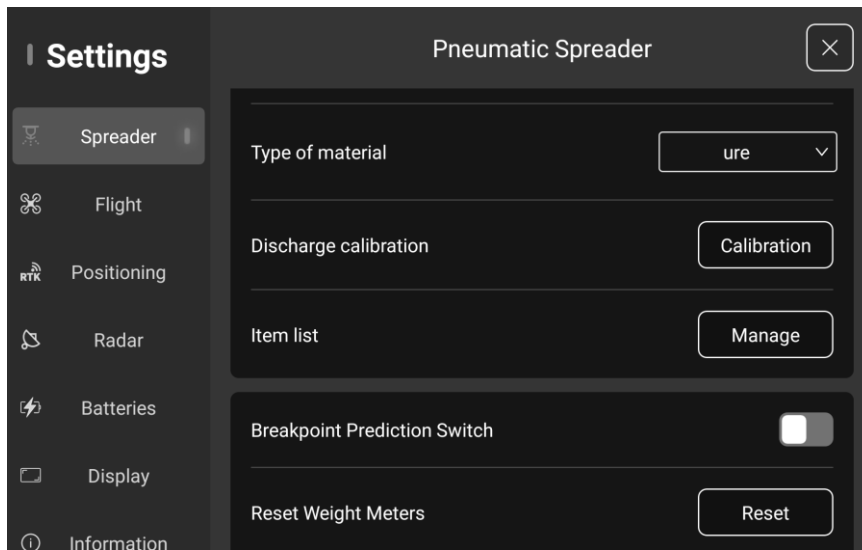 Settings
Pneumatic Spreader
Spreader
Flight
RTK Positioning
Radar
Batteries
Display
Information
Type of material
ure
Discharge calibration
Calibration
Item list
Manage
Breakpoint Prediction Switch
Reset Weight Meters
Reset